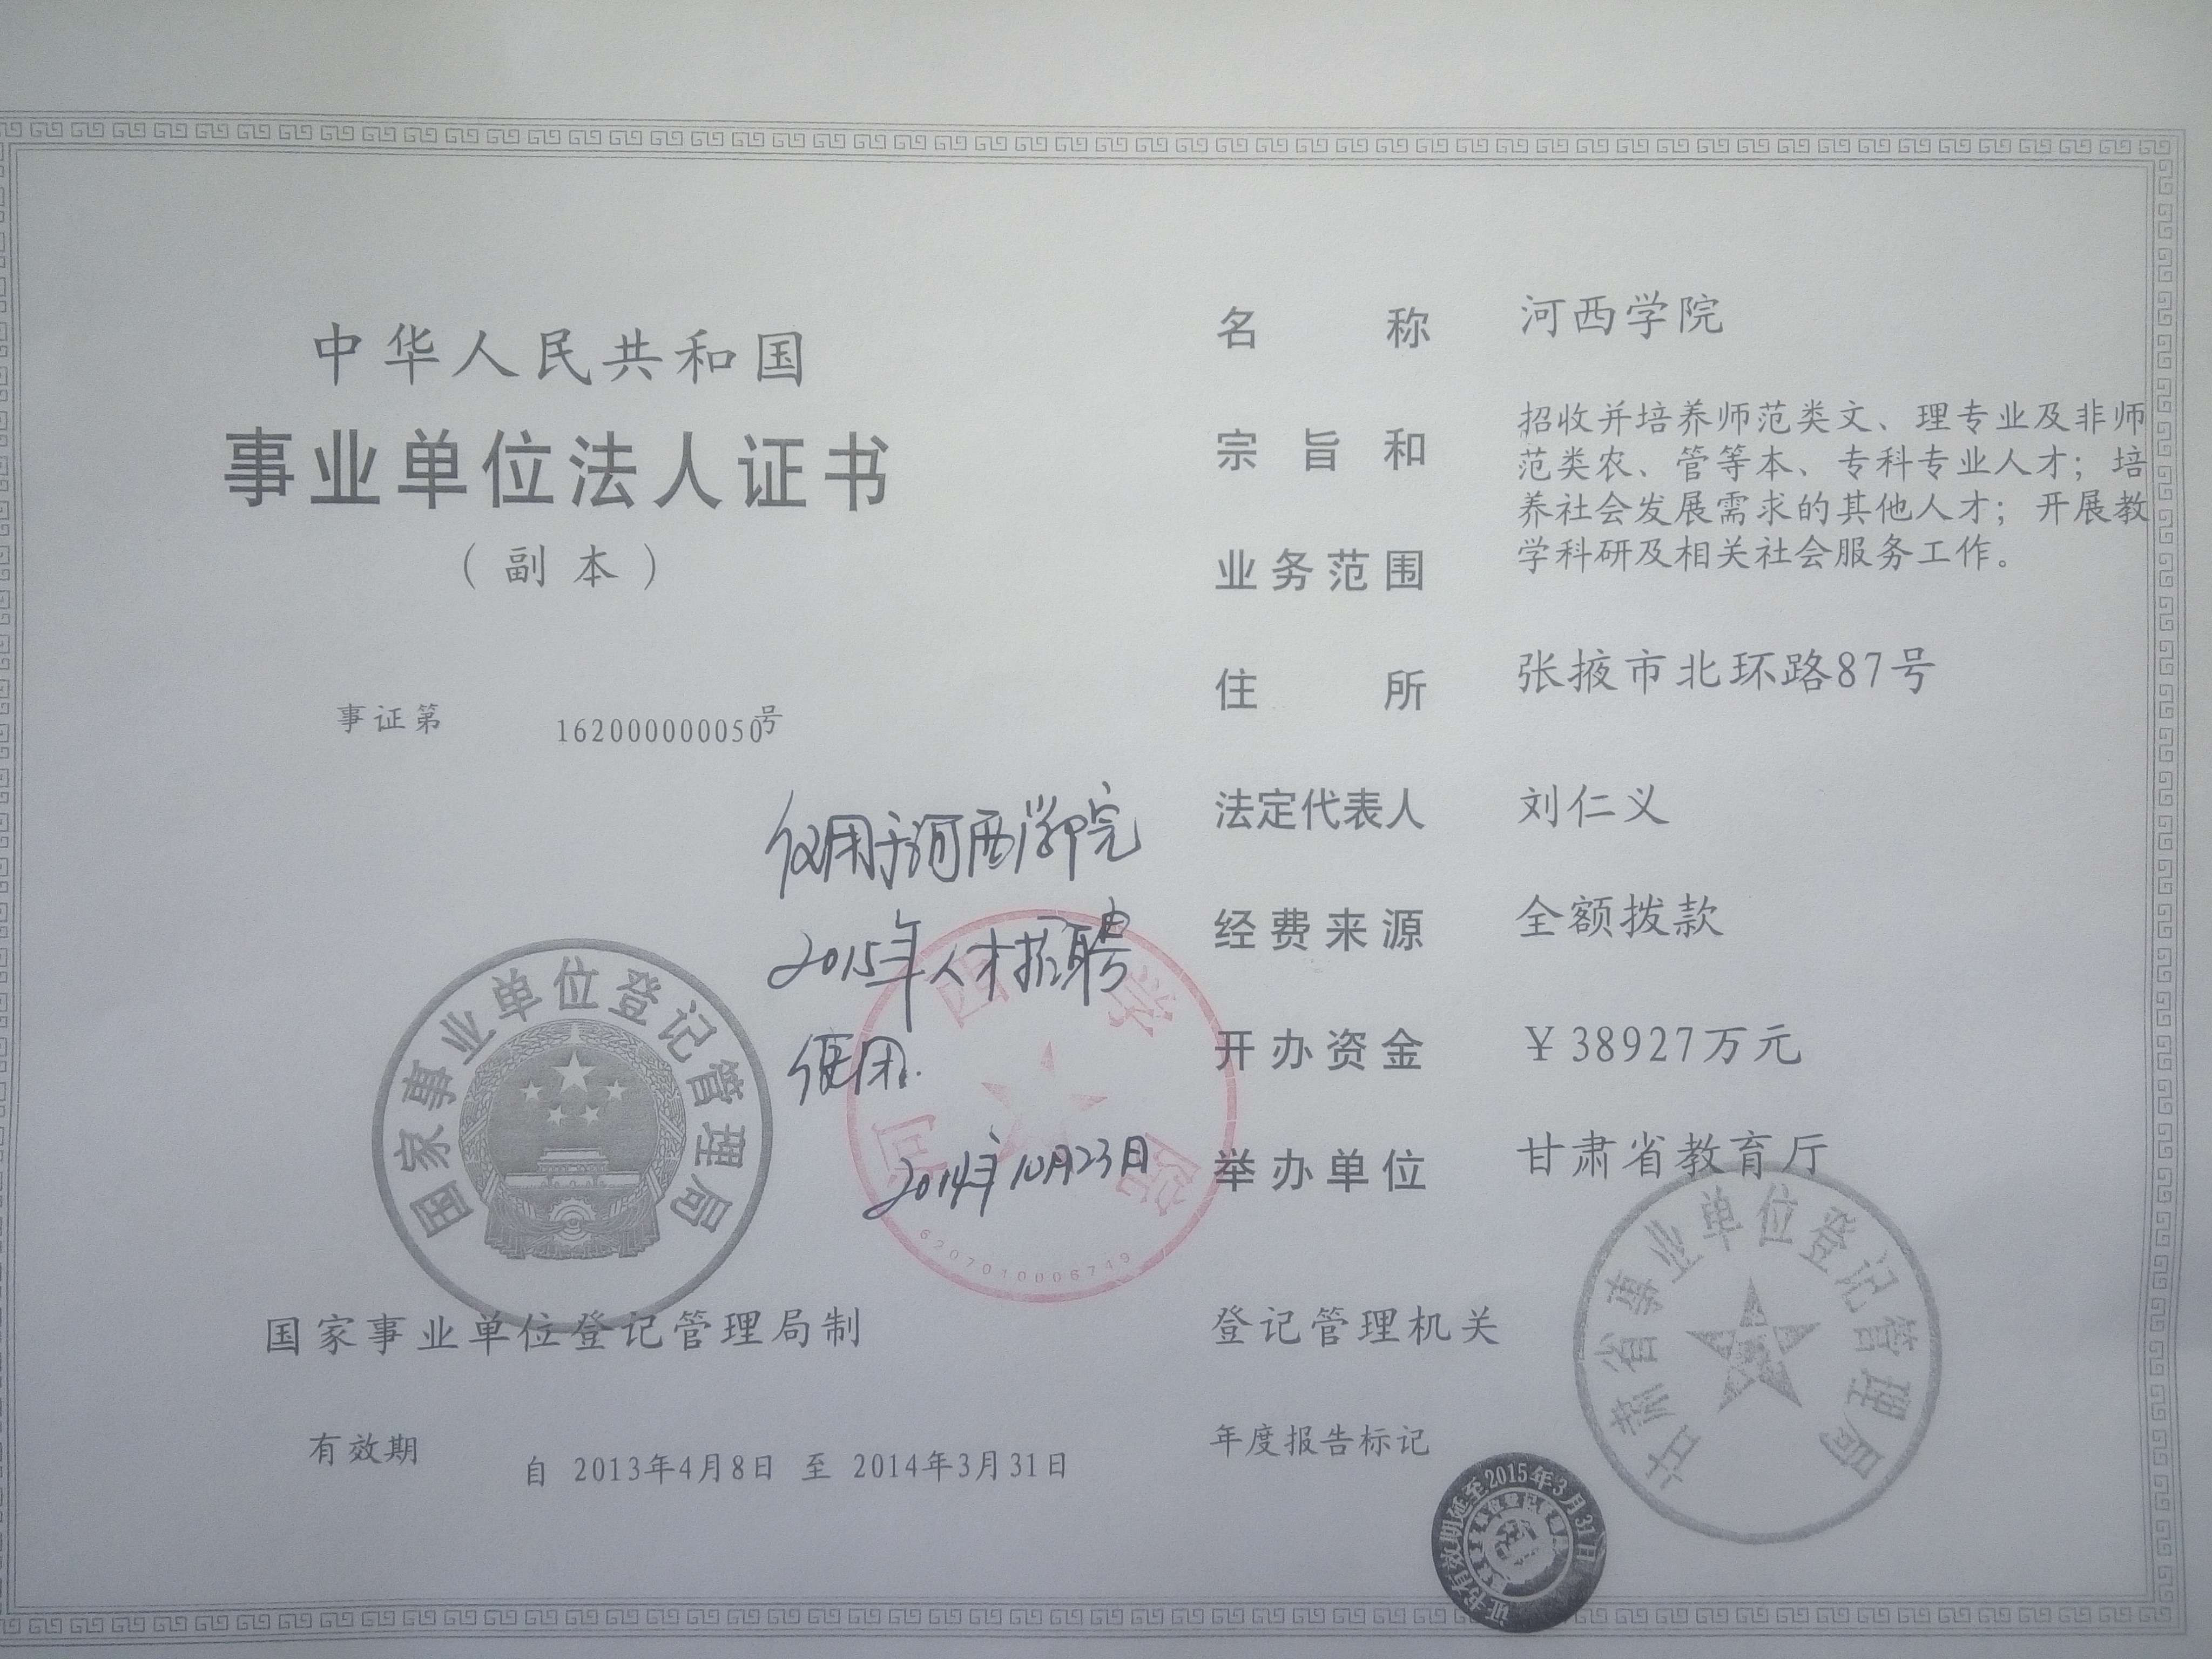 中华人民共和国
事业单位法人证书
（副本）
事证第 162000000050号
仅用于河西学院
2015年人才招聘
使用.
2014年10月23日
河西学院
6207010006743
国家事业单位登记管理局
国家事业单位登记管理局制
有效期 自 2013年4月8日 至 2014年3月31日
名称 河西学院
宗旨和
业务范围
招收并培养师范类文、理专业及非师
范类农、管等本、专科专业人才；培
养社会发展需求的其他人才；开展教
学科研及相关社会服务工作。
住所 张掖市北环路87号
法定代表人 刘仁义
经费来源 全额拨款
开办资金 ￥38927万元
举办单位 甘肃省教育厅
登记管理机关
甘肃省事业单位登记管理局
年度报告标记
证书有效期延至2015年3月31日